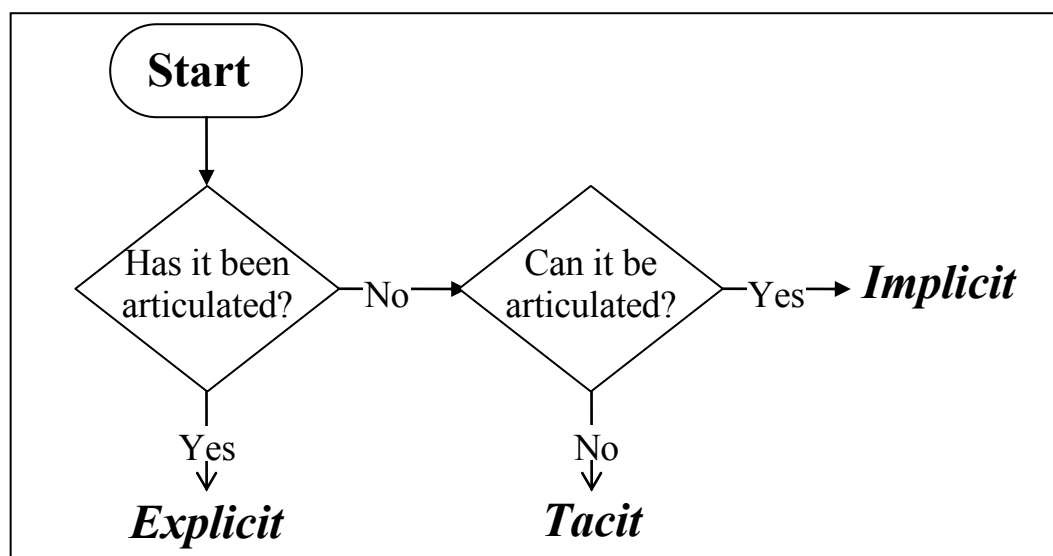 Start
Has it been
articulated?
No
Can it be
articulated?
Yes
Implicit
Yes
No
Explicit
Tacit